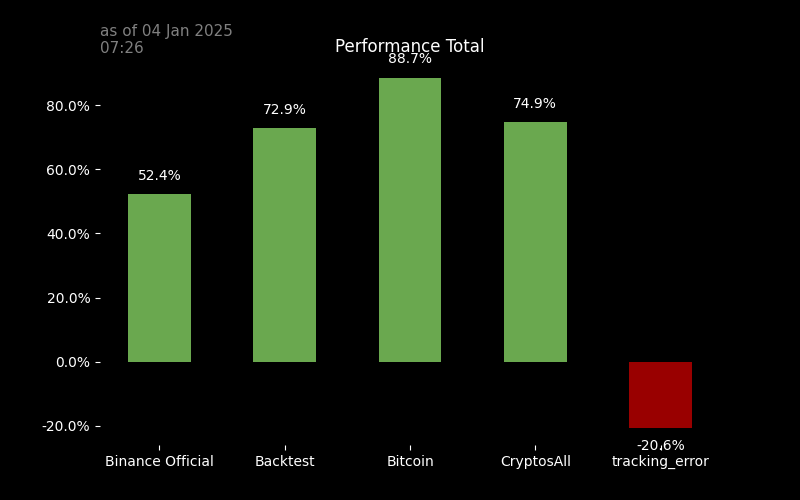 as of 04 Jan 2025
07:26
Performance Total
88.7%
80.0%
72.9%
74.9%
60.0%
52.4%
40.0%
20.0%
0.0%
-20.0%
-20.6%
Binance Official
Backtest
Bitcoin
CryptosAll
tracking_error